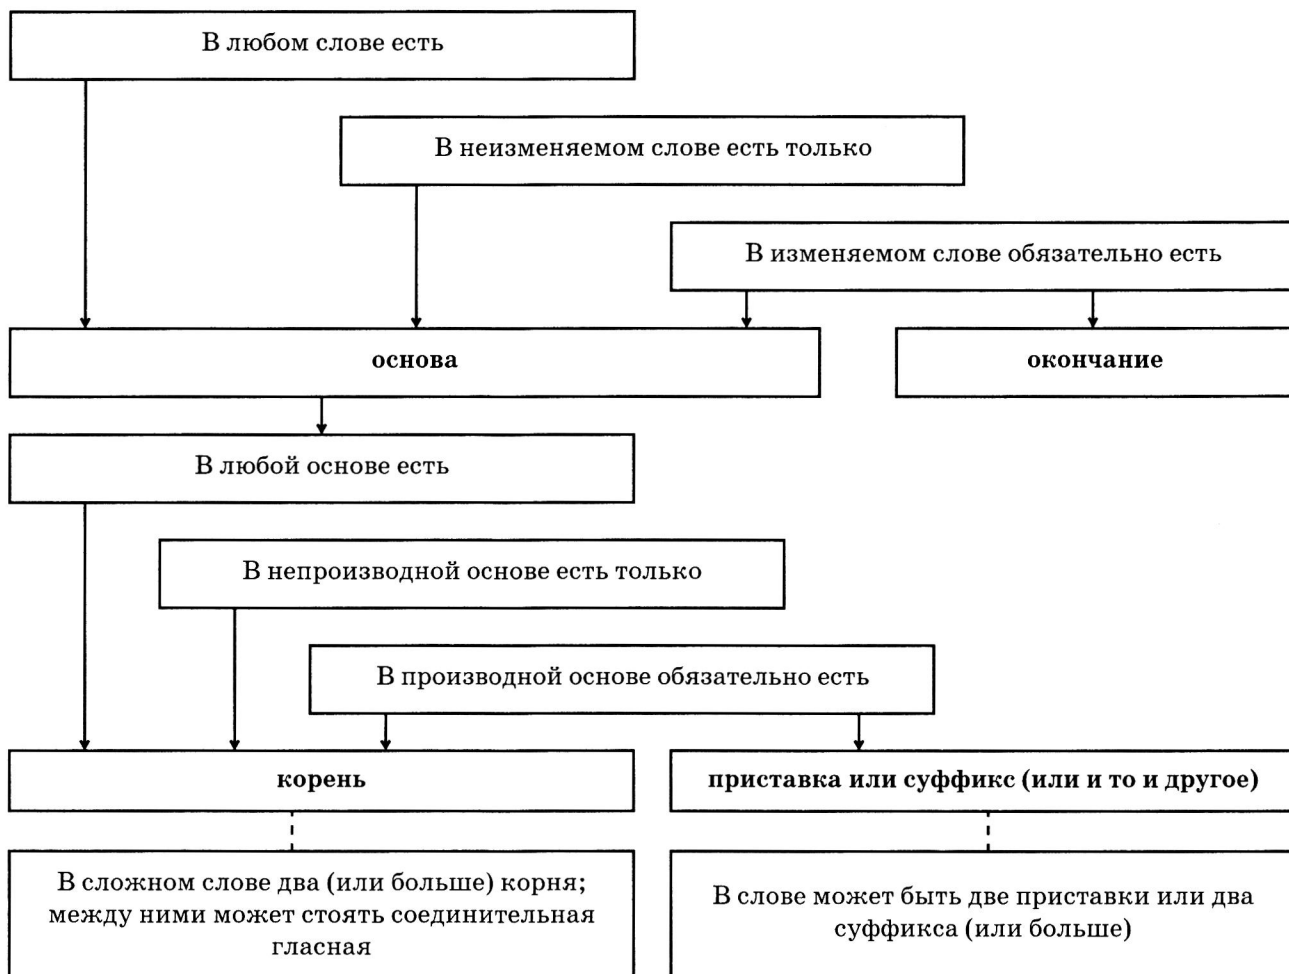 В любом слове есть
В неизменяемом слове есть только
В изменяемом слове обязательно есть
основа
окончание
В любой основе есть
В непроизводной основе есть только
В производной основе обязательно есть
корень
приставка или суффикс (или и то и другое)
В сложном слове два (или больше) корня;
между ними может стоять соединительная
гласная
В слове может быть две приставки или два
суффикса (или больше)